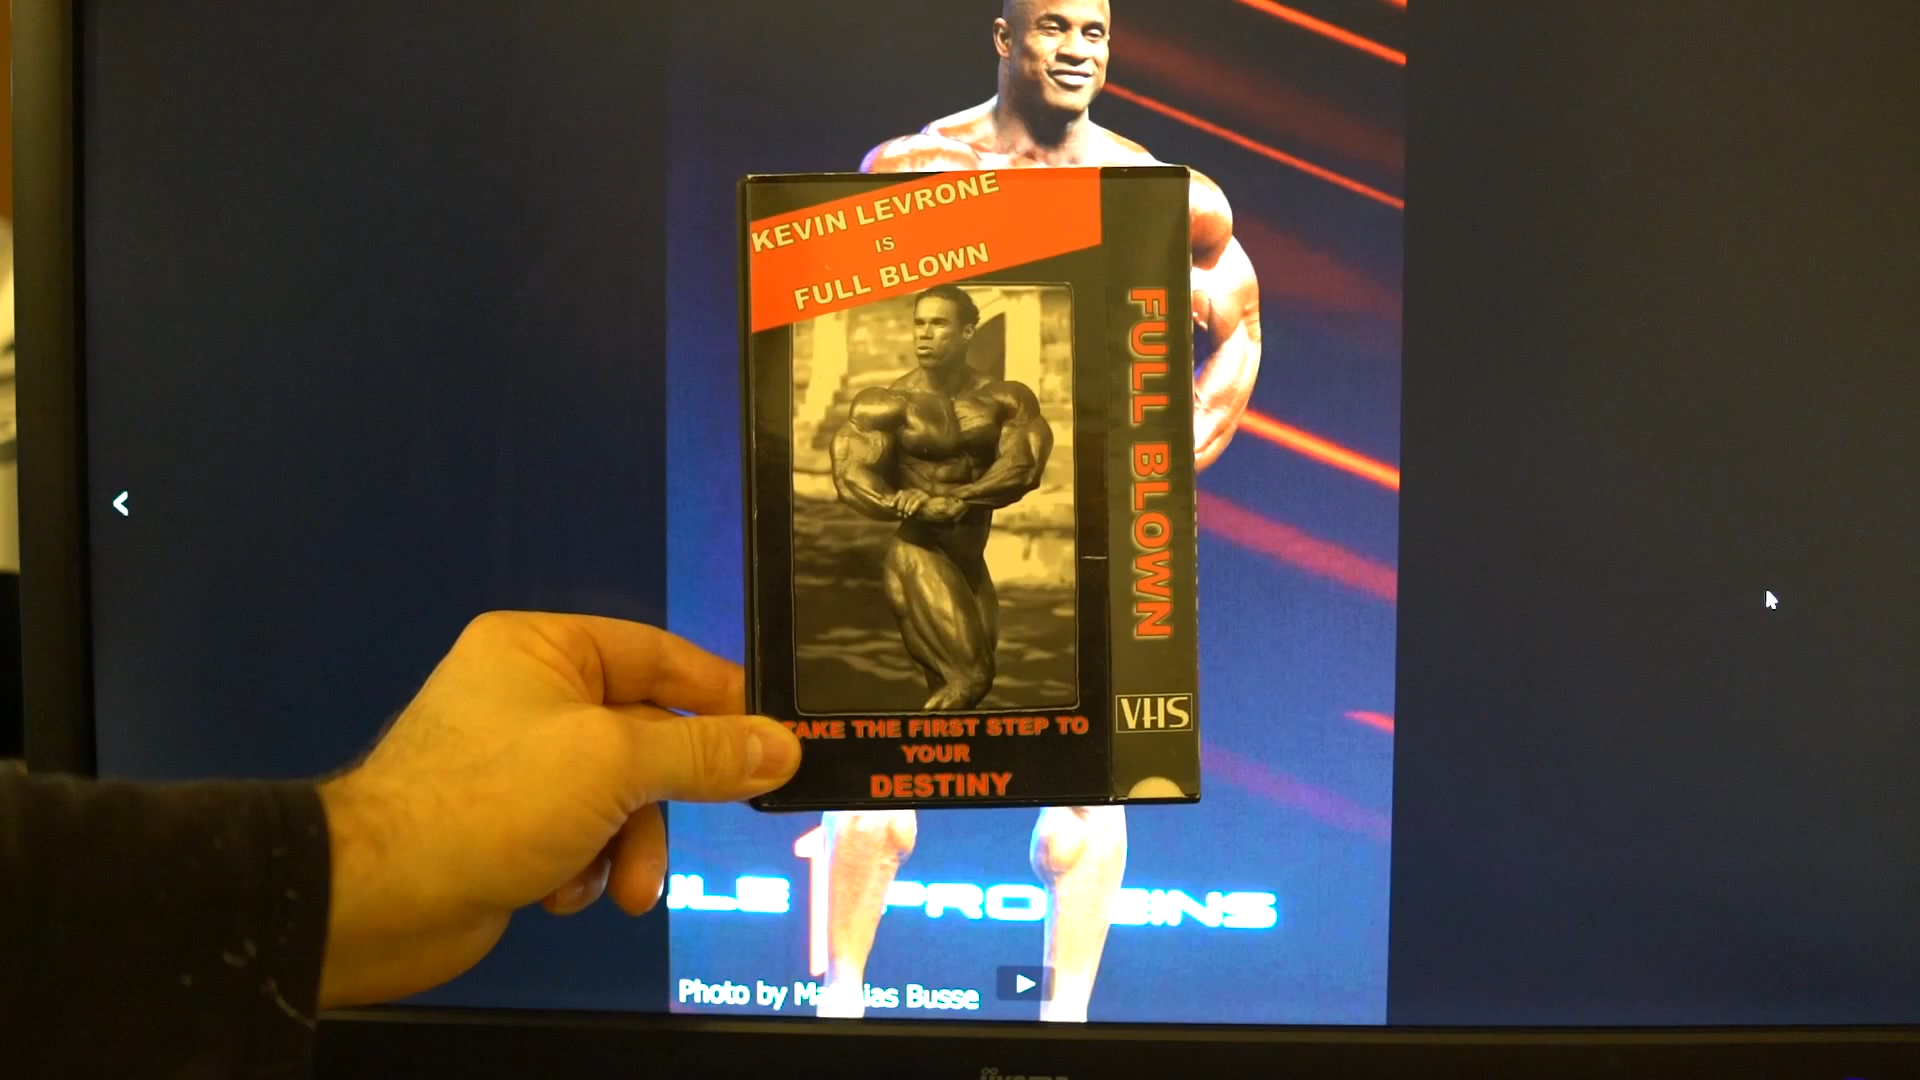 KEVIN LEVRONE
IS
FULL BLOWN
FULL BLOWN
TAKE THE FIRST STEP TO
YOUR
DESTINY
VHS
Photo by Busse